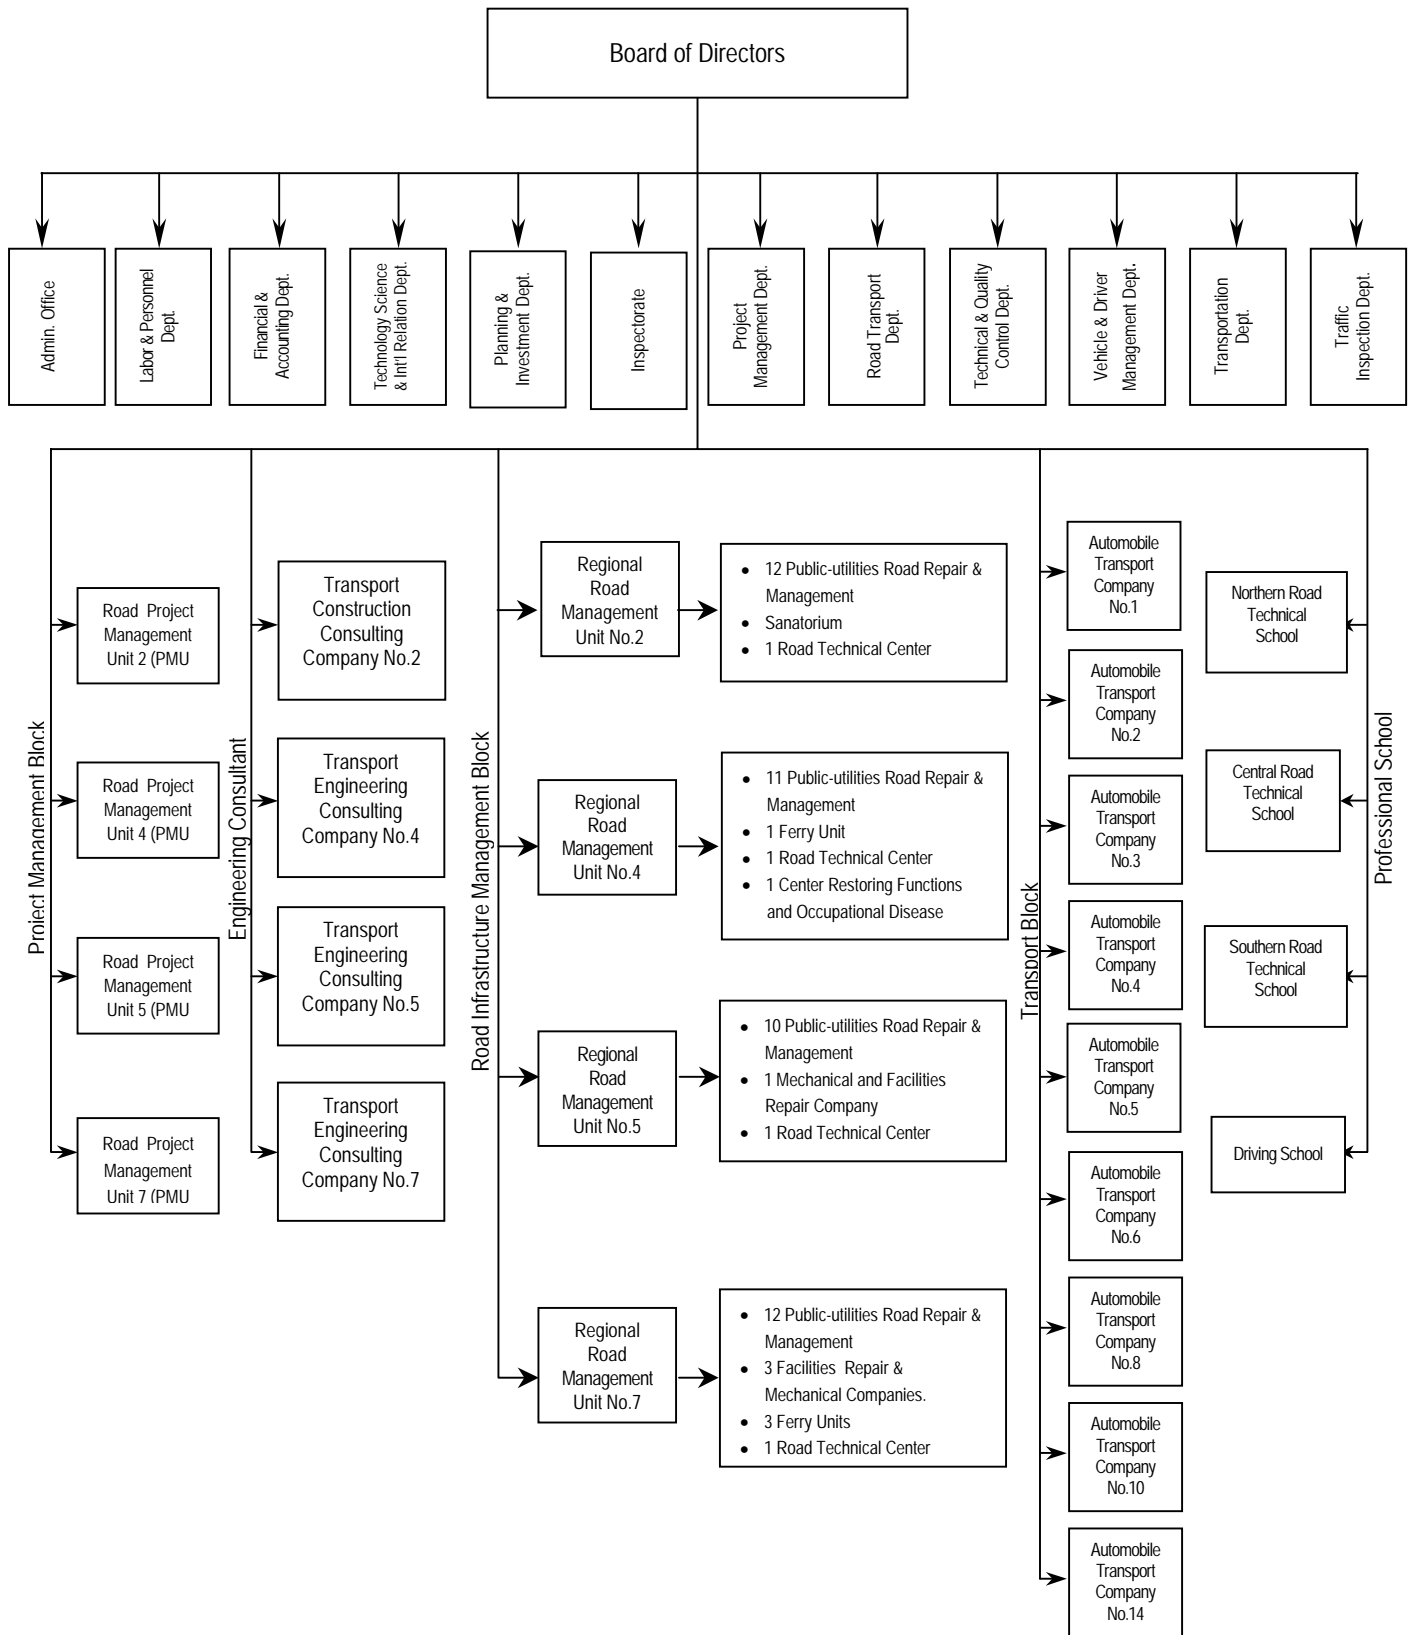 Board of Directors
Admin. Office
Labor & Personnel
Dept.
Financial &
Accounting Dept.
Technology Science
& Int'l Relation Dept.
Planning &
Investment Dept.
Inspectorate
Project
Management Dept.
Road Transport
Dept.
Technical & Quality
Control Dept.
Vehicle & Driver
Management Dept.
Transportation
Dept.
Traffic
Inspection Dept.
Project Management Block
Road Project
Management
Unit 2 (PMU
Road Project
Management
Unit 4 (PMU
Road Project
Management
Unit 5 (PMU
Road Project
Management
Unit 7 (PMU
Engineering Consultant
Transport
Construction
Consulting
Company No.2
Transport
Engineering
Consulting
Company No.4
Transport
Engineering
Consulting
Company No.5
Transport
Engineering
Consulting
Company No.7
Road Infrastructure Management Block
Regional
Road
Management
Unit No.2
• 12 Public-utilities Road Repair &
Management
• Sanatorium
• 1 Road Technical Center
Regional
Road
Management
Unit No.4
• 11 Public-utilities Road Repair &
Management
• 1 Ferry Unit
• 1 Road Technical Center
• 1 Center Restoring Functions
and Occupational Disease
Regional
Road
Management
Unit No.5
• 10 Public-utilities Road Repair &
Management
• 1 Mechanical and Facilities
Repair Company
• 1 Road Technical Center
Regional
Road
Management
Unit No.7
• 12 Public-utilities Road Repair &
Management
• 3 Facilities Repair &
Mechanical Companies.
• 3 Ferry Units
• 1 Road Technical Center
Transport Block
Automobile
Transport
Company
No.1
Automobile
Transport
Company
No.2
Automobile
Transport
Company
No.3
Automobile
Transport
Company
No.4
Automobile
Transport
Company
No.5
Automobile
Transport
Company
No.6
Automobile
Transport
Company
No.8
Automobile
Transport
Company
No.10
Automobile
Transport
Company
No.14
Professional School
Northern Road
Technical
School
Central Road
Technical
School
Southern Road
Technical
School
Driving School